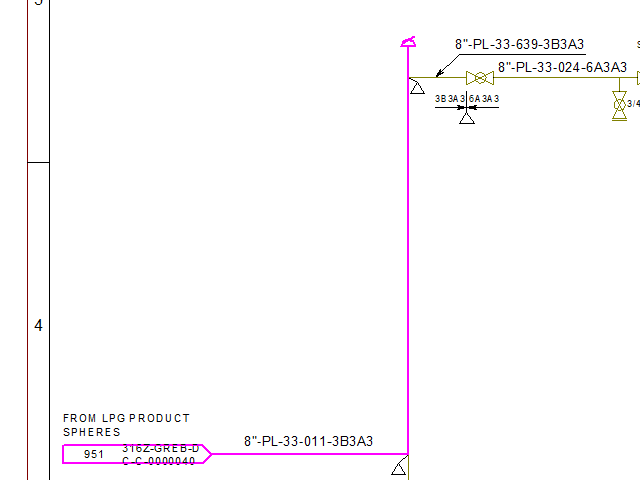 8"-PL-33-639-3B3A3
8"-PL-33-024-6A3A3
3B3A3 6A3A3
3/4
4
FROM LPG PRODUCT
SPHERES
951
316Z-GREB-D
C-C-0000040
8"-PL-33-011-3B3A3